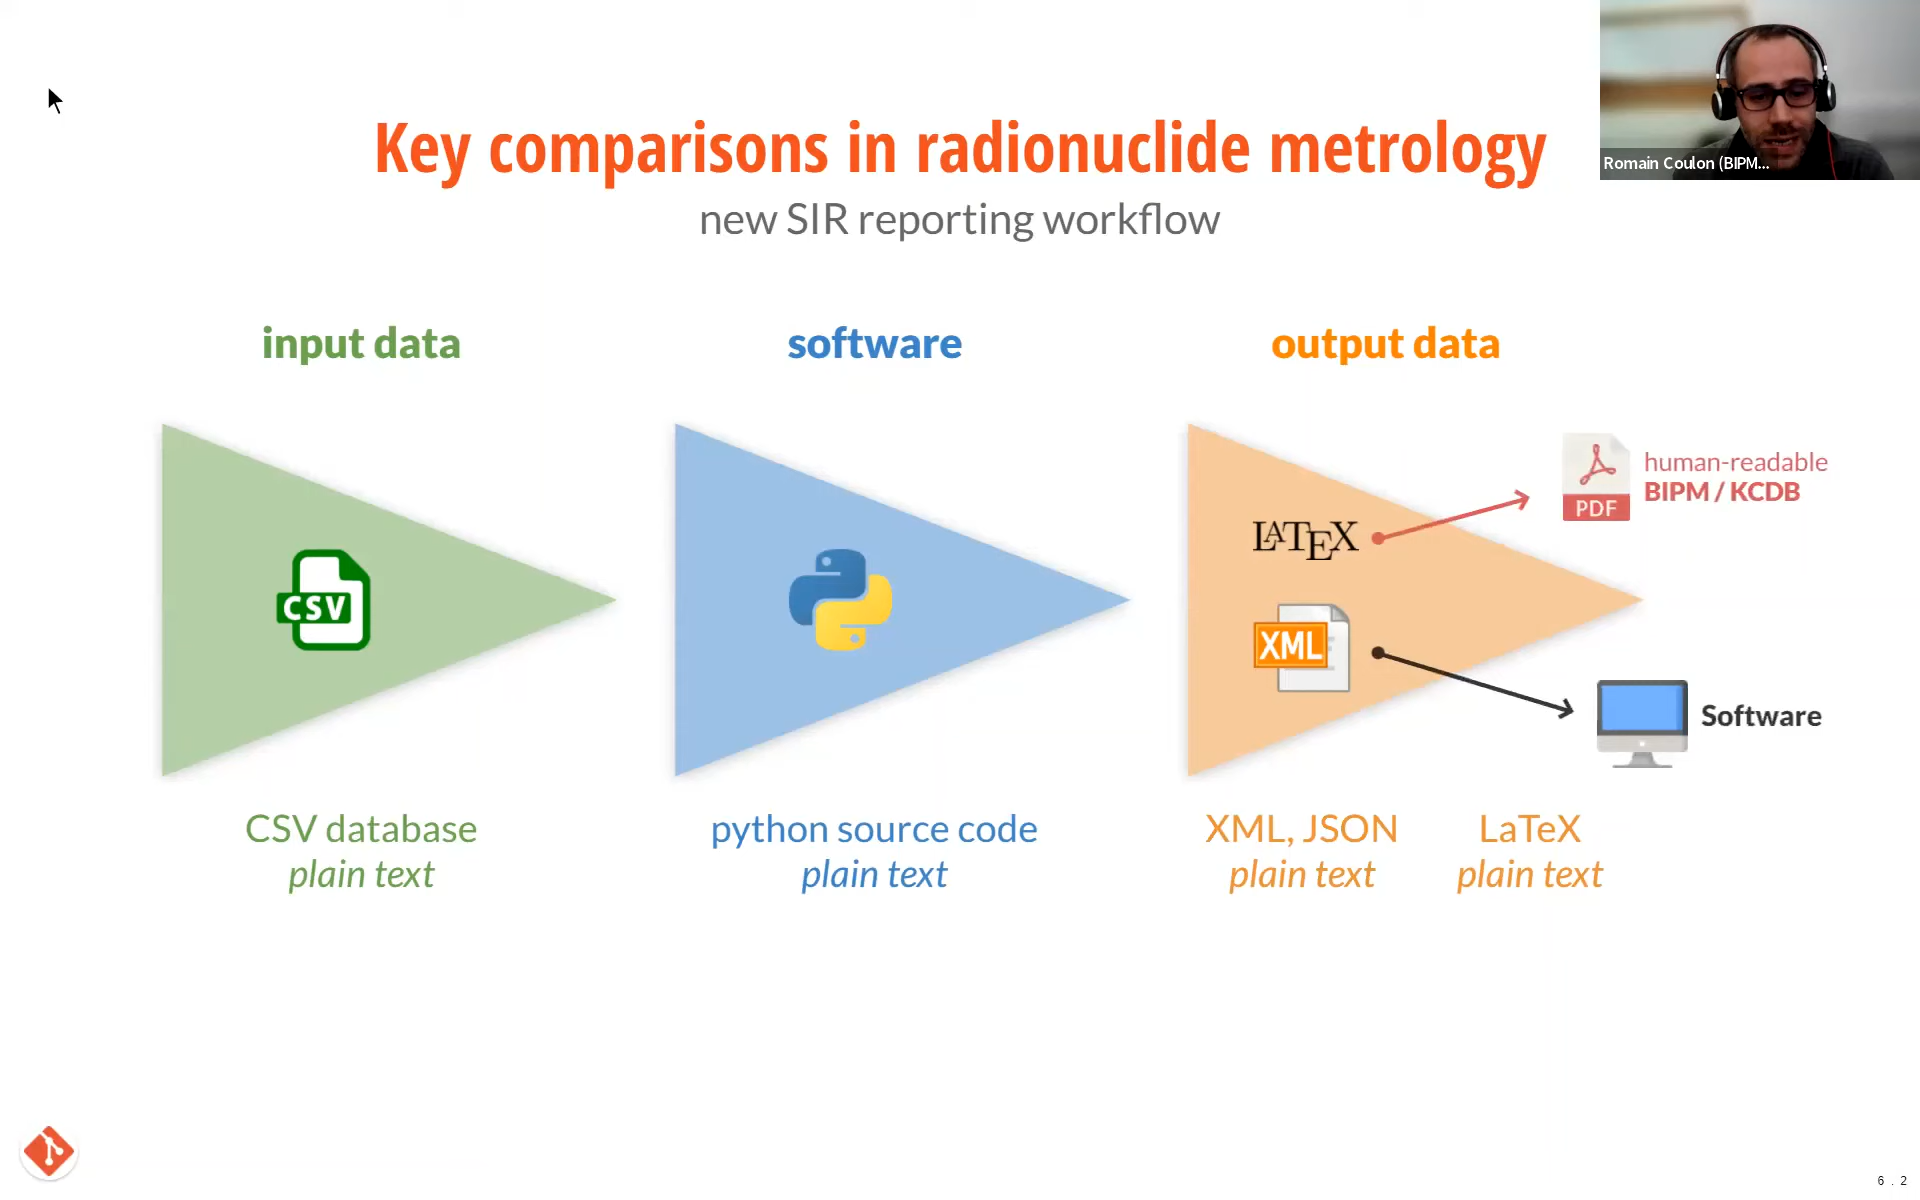 Key comparisons in radionuclide metrology
Romain Coulon (BIPM...
new SIR reporting workflow
input data
software
output data
CSV
LATEX
XML
PDF
human-readable
BIPM / KCDB
Software
CSV database
plain text
python source code
plain text
XML, JSON
plain text
LaTeX
plain text
6 . 2